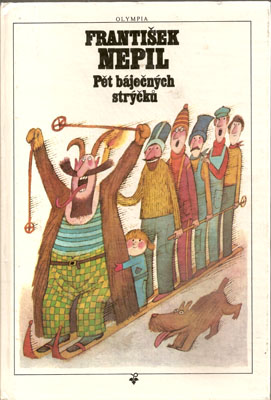 OLYMPIA
FRANTIŠEK
NEPIL
Pět báječných
strýčků